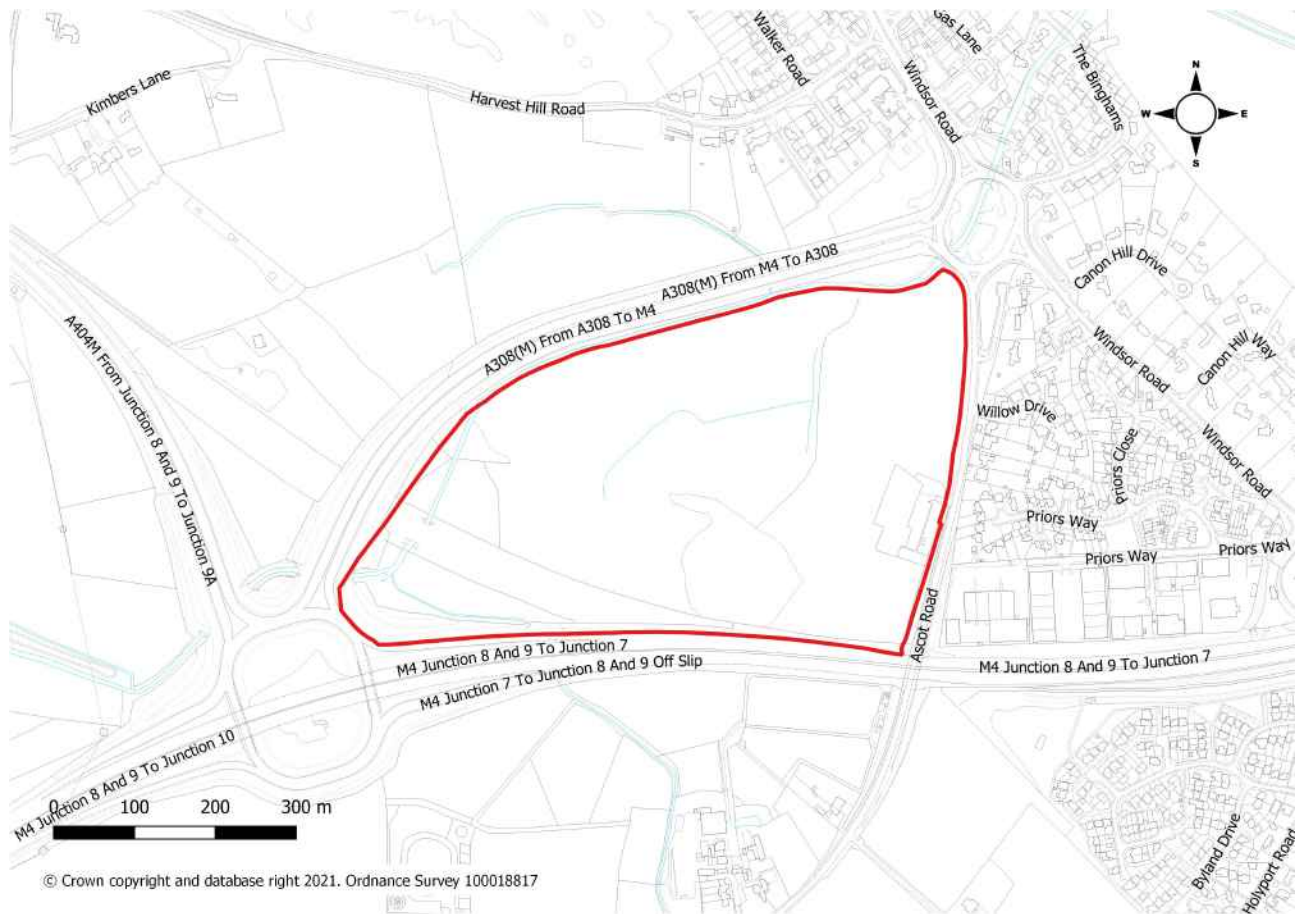 Gas Lane
Walker Road
The Binghams
Kimbers Lane
Windsor Road
N
W
E
S
Harvest Hill Road
A308(M) From M4 To A308
Canon Hill Drive
A308(M) From A308 To M4
A404M From Junction 8 And 9 To Junction 9A
Windsor Road
Canon Hill Way
Willow Drive
Priors Close
Windsor Road
Priors Way
Priors Way
Priors Way
Ascot Road
M4 Junction 8 And 9 To Junction 7
M4 Junction 8 And 9 To Junction 7
M4 Junction 7 To Junction 8 And 9 Off Slip
M4 Junction 8 And 9 To Junction 10
0 100 200 300 m
Byland Drive
Holyport Road
© Crown copyright and database right 2021. Ordnance Survey 100018817